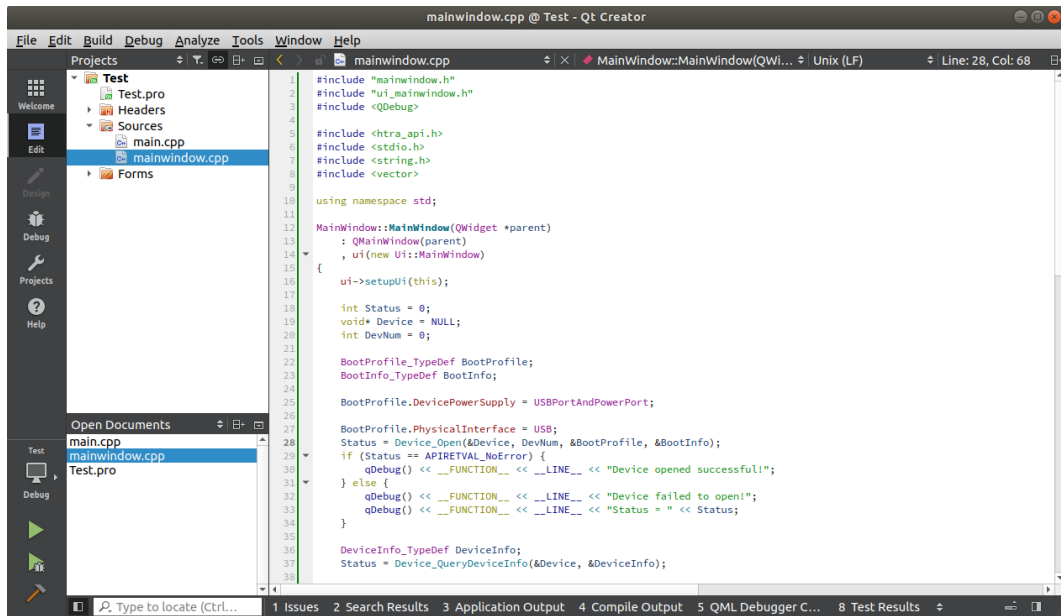 mainwindow.cpp @ Test - Qt Creator
File Edit Build Debug Analyze Tools Window Help
Projects
mainwindow.cpp
MainWindow::MainWindow(QWi...
Unix (LF)
Line: 28, Col: 68
Welcome
Edit
Design
Debug
Projects
Help
Test
Test.pro
Headers
Sources
main.cpp
mainwindow.cpp
Forms
Open Documents
main.cpp
mainwindow.cpp
Test.pro
Test
Debug
1 #include "mainwindow.h"
2 #include "ui_mainwindow.h"
3 #include <QDebug>
4
5 #include <htra_api.h>
6 #include <stdio.h>
7 #include <string.h>
8 #include <vector>
9
10 using namespace std;
11
12 MainWindow::MainWindow(QWidget *parent)
13 : QMainWindow(parent)
14 , ui(new Ui::MainWindow)
15 {
16 ui->setupUi(this);
17
18 int Status = 0;
19 void* Device = NULL;
20 int DevNum = 0;
21
22 BootProfile_TypeDef BootProfile;
23 BootInfo_TypeDef BootInfo;
24
25 BootProfile.DevicePowerSupply = USBPortAndPowerPort;
26
27 BootProfile.PhysicalInterface = USB;
28 Status = Device_Open(&Device, DevNum, &BootProfile, &BootInfo);
29 if (Status == APIRETVAL_NoError) {
30 qDebug() << __FUNCTION__ << __LINE__ << "Device opened successful!";
31 } else {
32 qDebug() << __FUNCTION__ << __LINE__ << "Device failed to open!";
33 qDebug() << __FUNCTION__ << __LINE__ << "Status = " << Status;
34 }
35
36 DeviceInfo_TypeDef DeviceInfo;
37 Status = Device_QueryDeviceInfo(&Device, &DeviceInfo);
38
Type to locate (Ctrl...
1 Issues 2 Search Results 3 Application Output 4 Compile Output 5 QML Debugger C... 8 Test Results